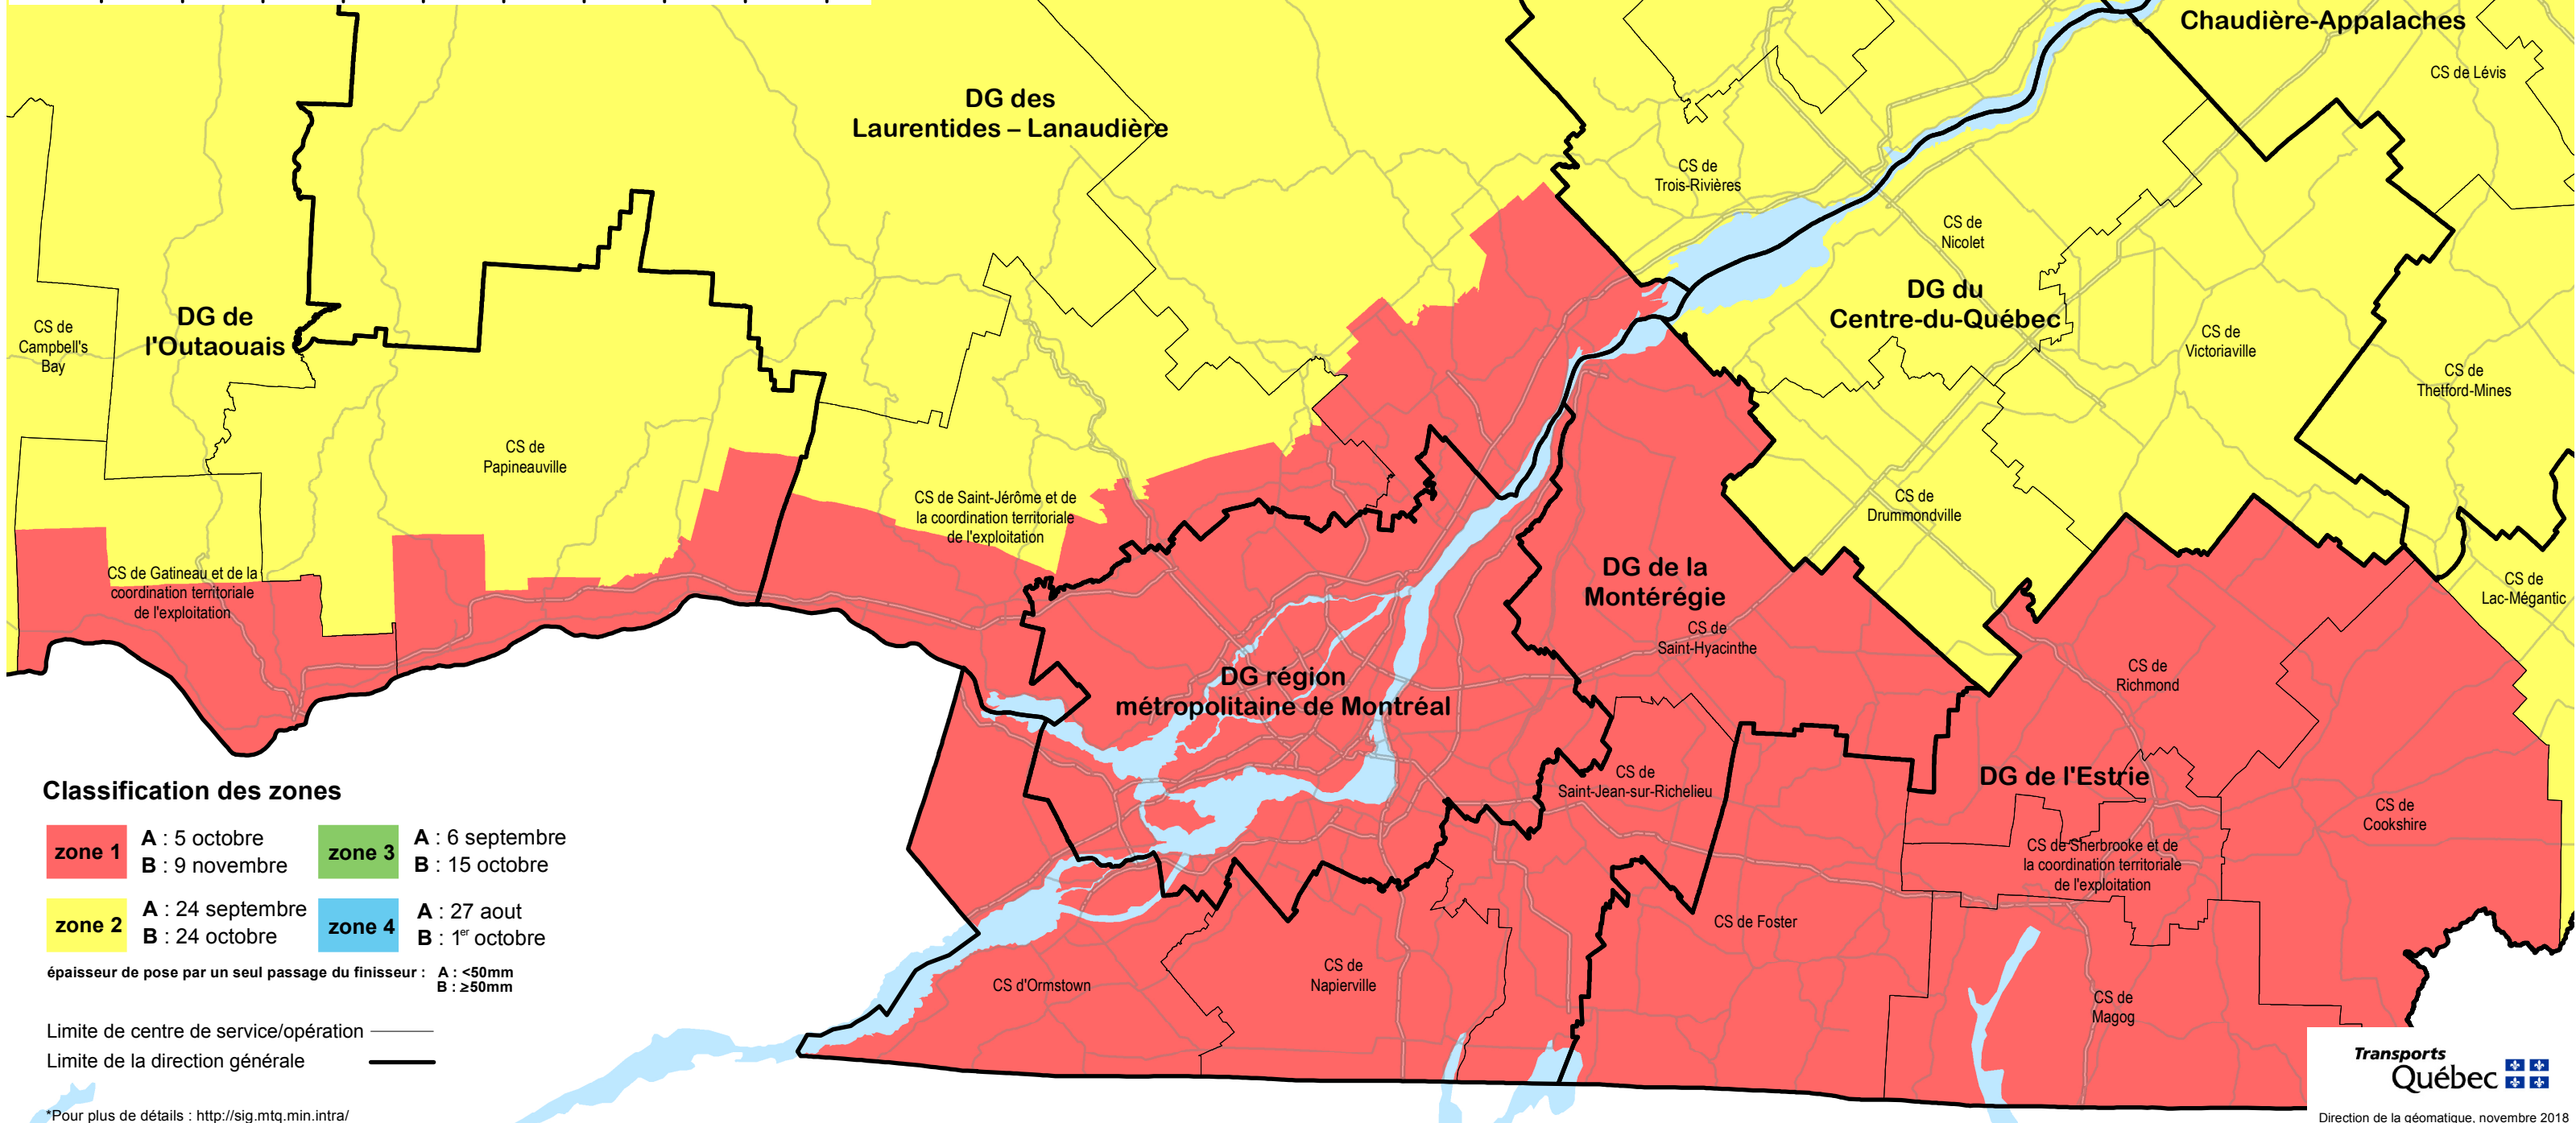 Chaudière-Appalaches
CS de Lévis
DG des
Laurentides – Lanaudière
CS de
Trois-Rivières
CS de
Nicolet
DG du
Centre-du-Québec
CS de
Victoriaville
CS de
Thetford-Mines
CS de
Campbell's
Bay
DG de
l'Outaouais
CS de
Papineauville
CS de Saint-Jérôme et de
la coordination territoriale
de l'exploitation
CS de
Drummondville
CS de Gatineau et de la
coordination territoriale
de l'exploitation
DG de la
Montérégie
CS de
Saint-Hyacinthe
CS de
Lac-Mégantic
CS de
Richmond
DG région
métropolitaine de Montréal
CS de
Saint-Jean-sur-Richelieu
DG de l'Estrie
CS de
Cookshire
CS de Sherbrooke et de
la coordination territoriale
de l'exploitation
CS de Foster
CS d'Ormstown
CS de
Napierville
CS de
Magog
Classification des zones
zone 1
A : 5 octobre
B : 9 novembre
zone 3
A : 6 septembre
B : 15 octobre
zone 2
A : 24 septembre
B : 24 octobre
zone 4
A : 27 aout
B : 1er octobre
épaisseur de pose par un seul passage du finisseur : A : <50mm
B : ≥50mm
Limite de centre de service/opération
Limite de la direction générale
*Pour plus de détails : http://sig.mtq.min.intra/
Transports
Québec
Direction de la géomatique, novembre 2018